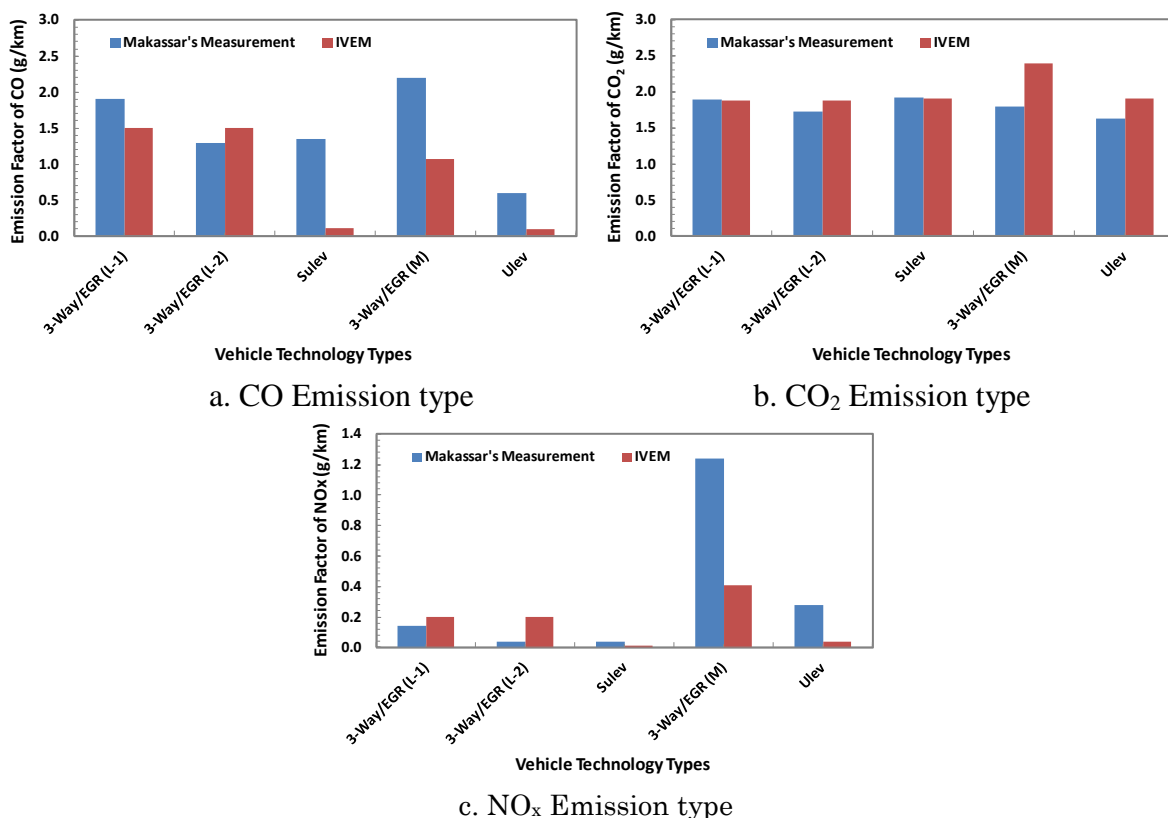 Emission Factor of CO (g/km)
3.0
2.5
2.0
1.5
1.0
0.5
0.0
Makassar's Measurement IVEM
3-Way/EGR (L-1) 3-Way/EGR (L-2) Sulev 3-Way/EGR (M) Ulev
Vehicle Technology Types
a. CO Emission type
Emission Factor of CO₂ (g/km)
3.0
2.5
2.0
1.5
1.0
0.5
0.0
Makassar's Measurement IVEM
3-Way/EGR (L-1) 3-Way/EGR (L-2) Sulev 3-Way/EGR (M) Ulev
Vehicle Technology Types
b. CO₂ Emission type
Emission Factor of NOx (g/km)
1.4
1.2
1.0
0.8
0.6
0.4
0.2
0.0
Makassar's Measurement IVEM
3-Way/EGR (L-1) 3-Way/EGR (L-2) Sulev 3-Way/EGR (M) Ulev
Vehicle Technology Types
c. NOₓ Emission type